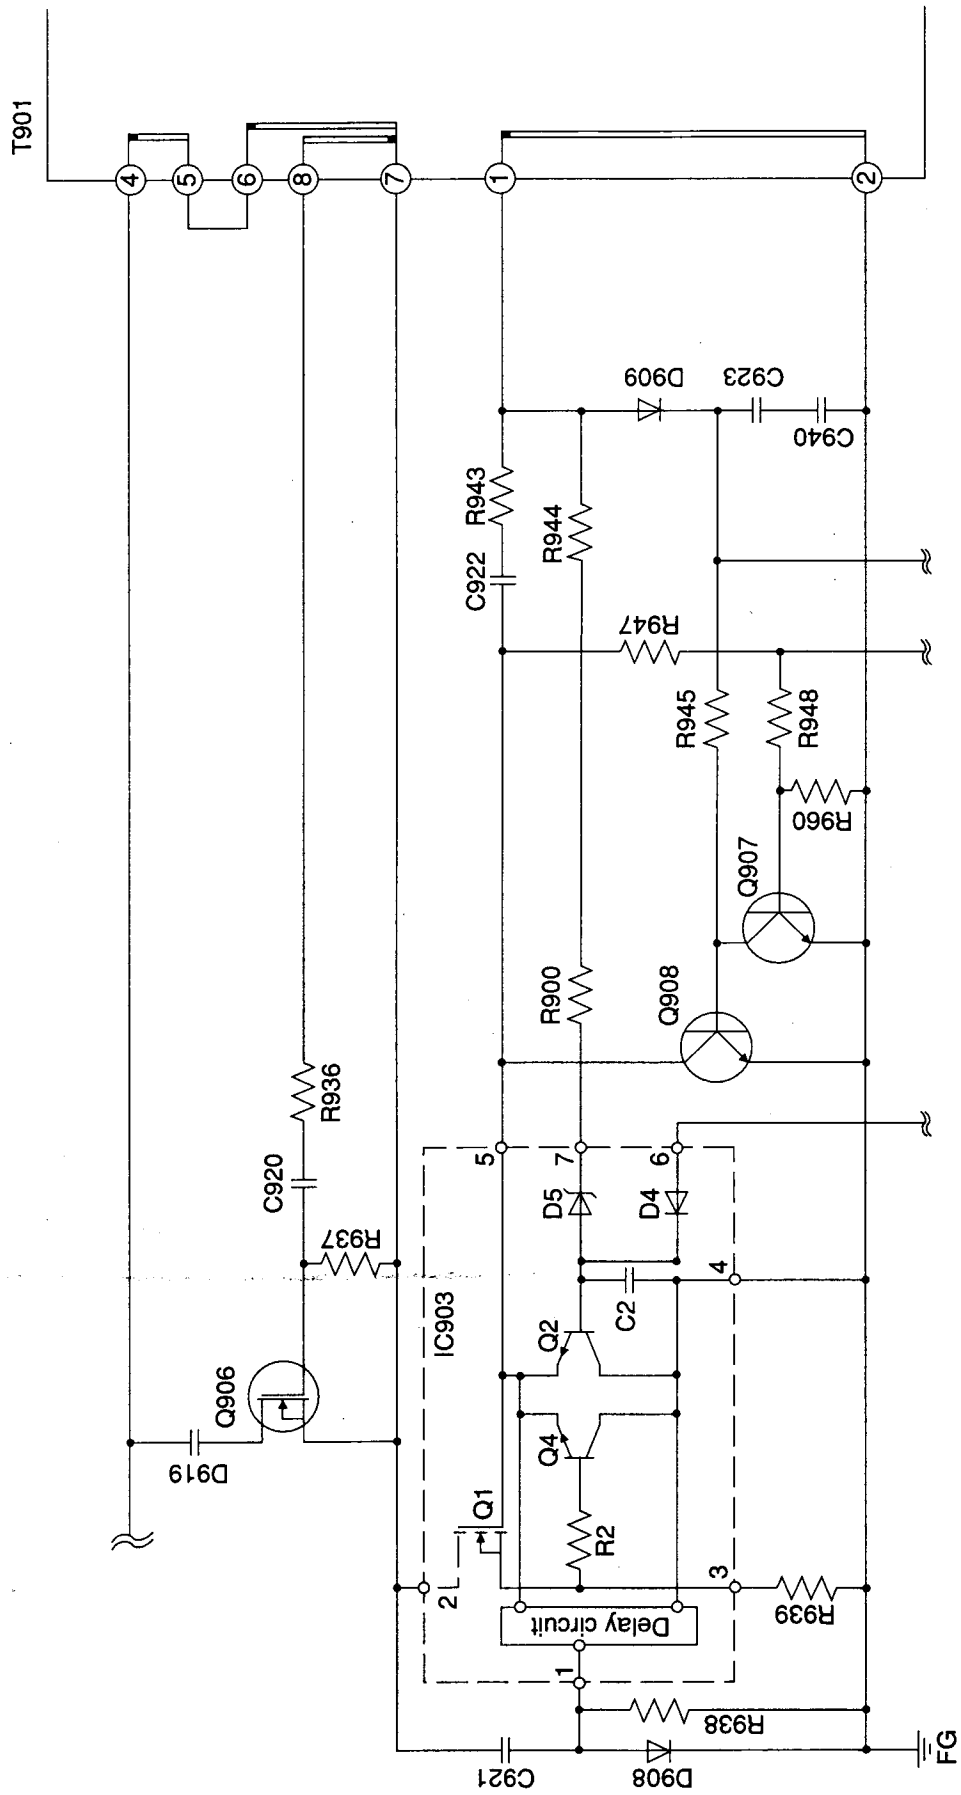 T901
4
5
6
8
7
1
2
D909
C923
C940
R943
R944
C922
R947
R945
R948
R960
Q907
Q908
R900
R936
C920
R937
5
7
6
D5
D4
4
IC903
C2
Q2
Q906
Q4
D919
Q1
R2
2
3
Delay circuit
R939
1
R938
C921
D908
FG